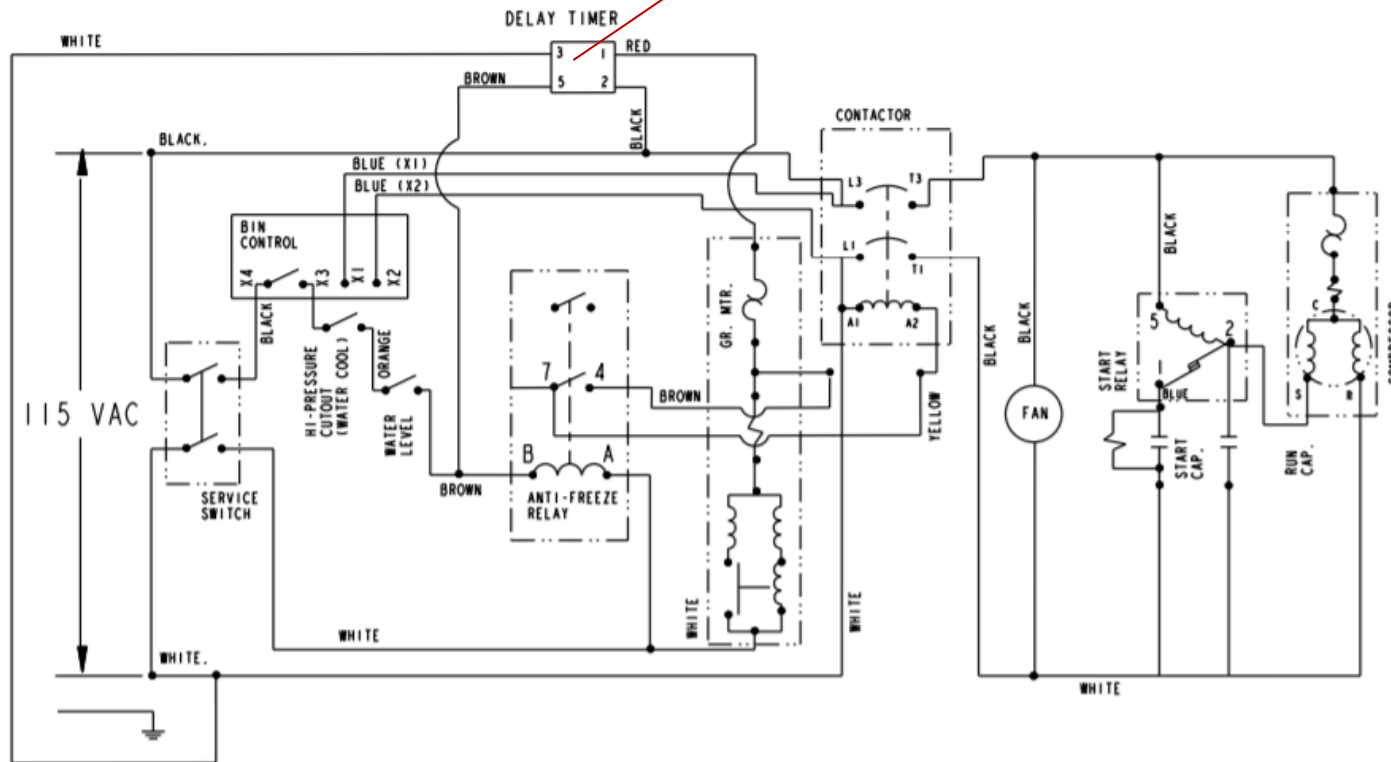 DELAY TIMER
WHITE
3 1
RED
5 2
BROWN
BLACK
CONTACTOR
BLACK.
BLUE (X1)
BLUE (X2)
L3
T3
L1
T1
A1
A2
BIN
CONTROL
X4
X3
X1
X2
BLACK
HI-PRESSURE
CUTOUT
(WATER COOL)
ORANGE
WATER
LEVEL
115 VAC
SERVICE
SWITCH
7 4
BROWN
B A
BROWN
ANTI-FREEZE
RELAY
GR. MTR.
YELLOW
BLACK
BLACK
FAN
BLACK
START
RELAY
5
2
BLUE
START
CAP.
RUN
CAP.
C
S
R
WHITE
WHITE
WHITE
WHITE.
WHITE